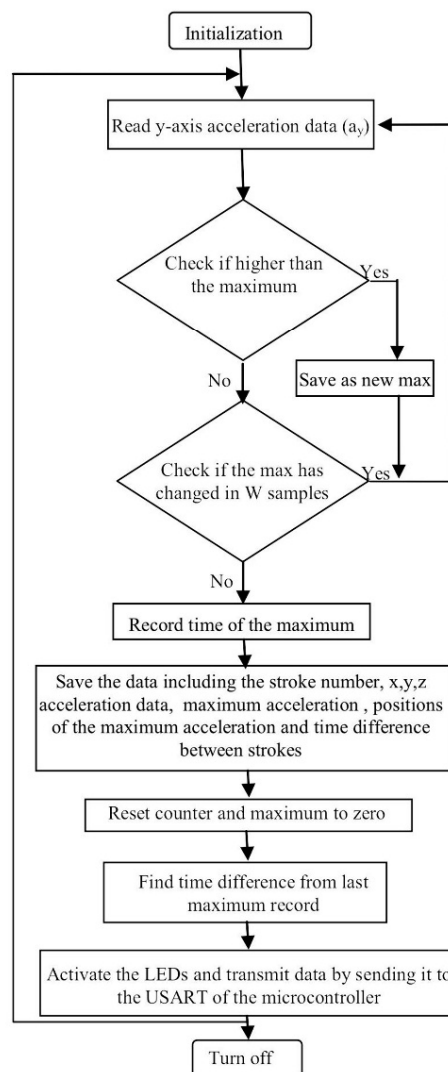 Initialization
Read y-axis acceleration data (ay)
Check if higher than
the maximum
Yes
No
Save as new max
Check if the max has
changed in W samples
Yes
No
Record time of the maximum
Save the data including the stroke number, x,y,z
acceleration data, maximum acceleration , positions
of the maximum acceleration and time difference
between strokes
Reset counter and maximum to zero
Find time difference from last
maximum record
Activate the LEDs and transmit data by sending it to
the USART of the microcontroller
Turn off